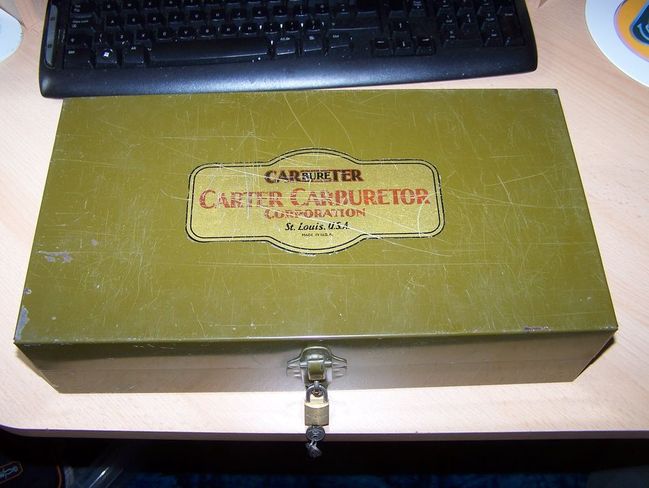 CARBURETER
CARTER CARBURETOR
CORPORATION
St. Louis, U.S.A.
MADE IN U.S.A.